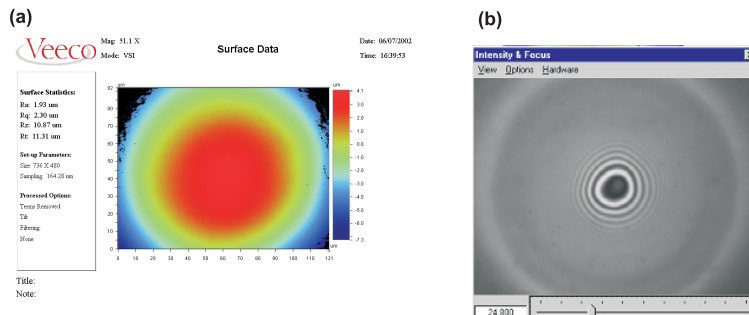 (a)
Veeco
Mag: 51.1 X
Mode: VSI
Surface Data
Date: 06/07/2002
Time: 16:39:53
Surface Statistics:
Ra: 1.93 um
Rq: 2.30 um
Rz: 10.87 um
Rt: 11.31 um
Set-up Parameters:
Size: 736 X 480
Sampling: 164.28 nm
Processed Options:
Terms Removed:
Tilt
Filtering:
None
um
92
80
70
60
50
40
30
20
10
0
0 10 20 30 40 50 60 70 80 90 100 110 121
um
um
4.1
3.0
2.0
1.0
0.0
-1.0
-2.0
-3.0
-4.0
-5.0
-6.0
-7.3
Title:
Note:
(b)
Intensity & Focus
View Options Hardware
24.800